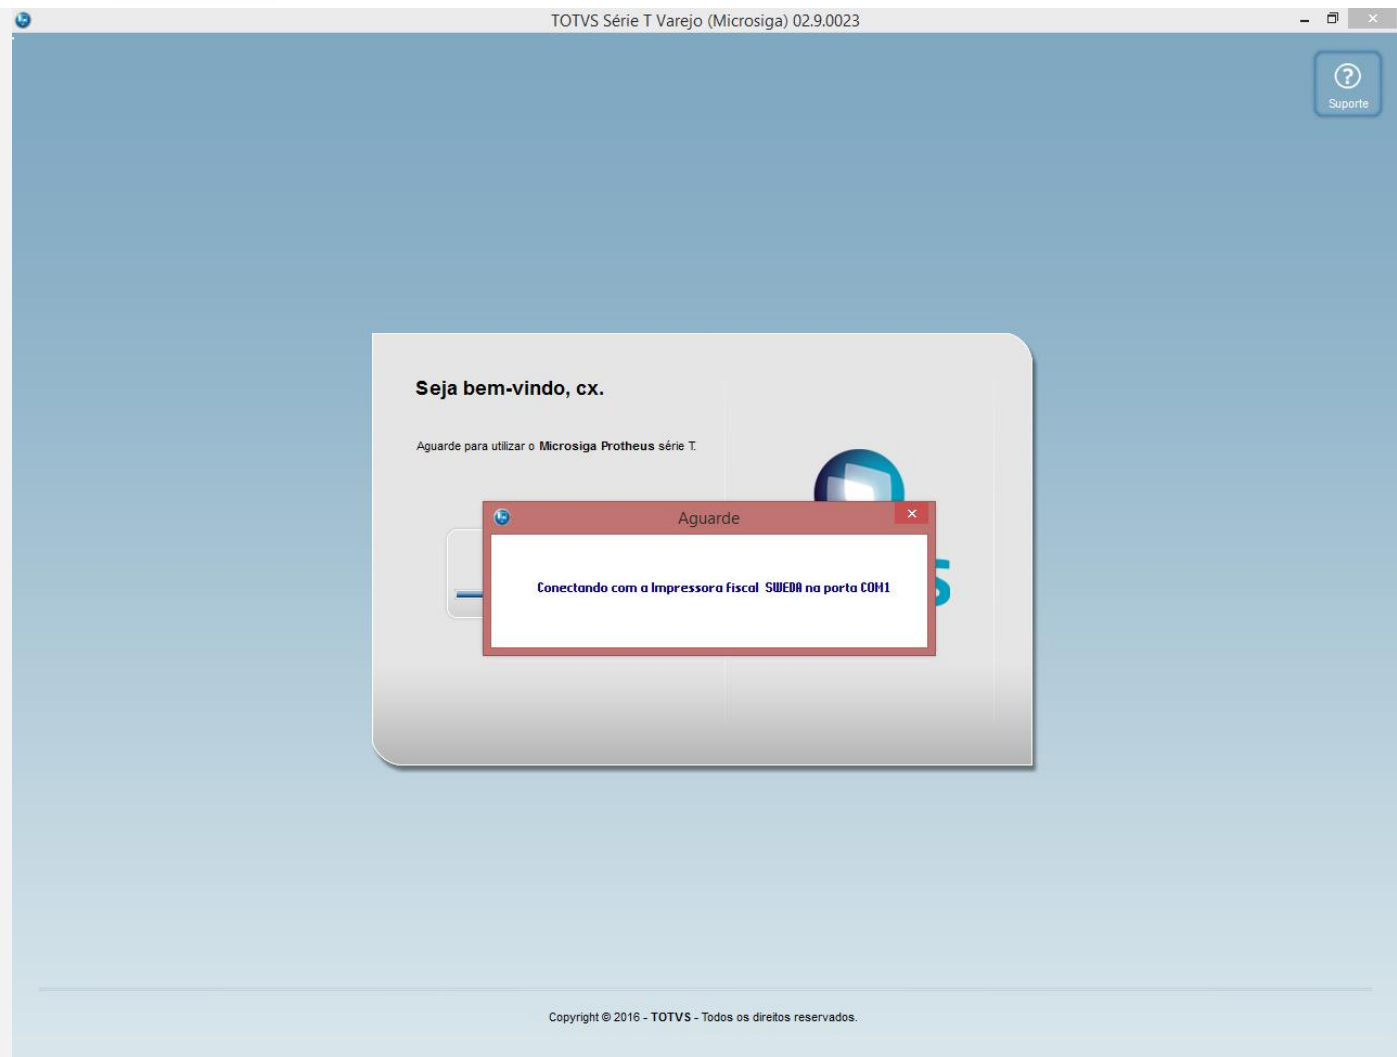 TOTVS Série T Varejo (Microsiga) 02.9.0023
Suporte
Seja bem-vindo, cx.
Aguarde para utilizar o Microsiga Protheus série T.
Aguarde
Conectando com a Impressora fiscal  SWEDA na porta COM1
S
Copyright © 2016 - TOTVS - Todos os direitos reservados.